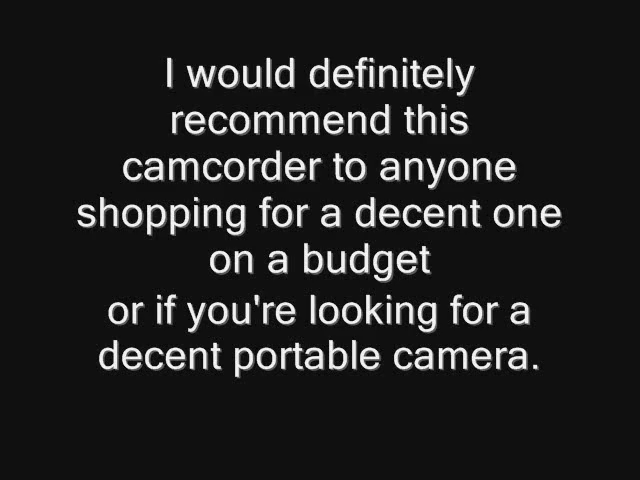 I would definitely
recommend this
camcorder to anyone
shopping for a decent one
on a budget
or if you're looking for a
decent portable camera.